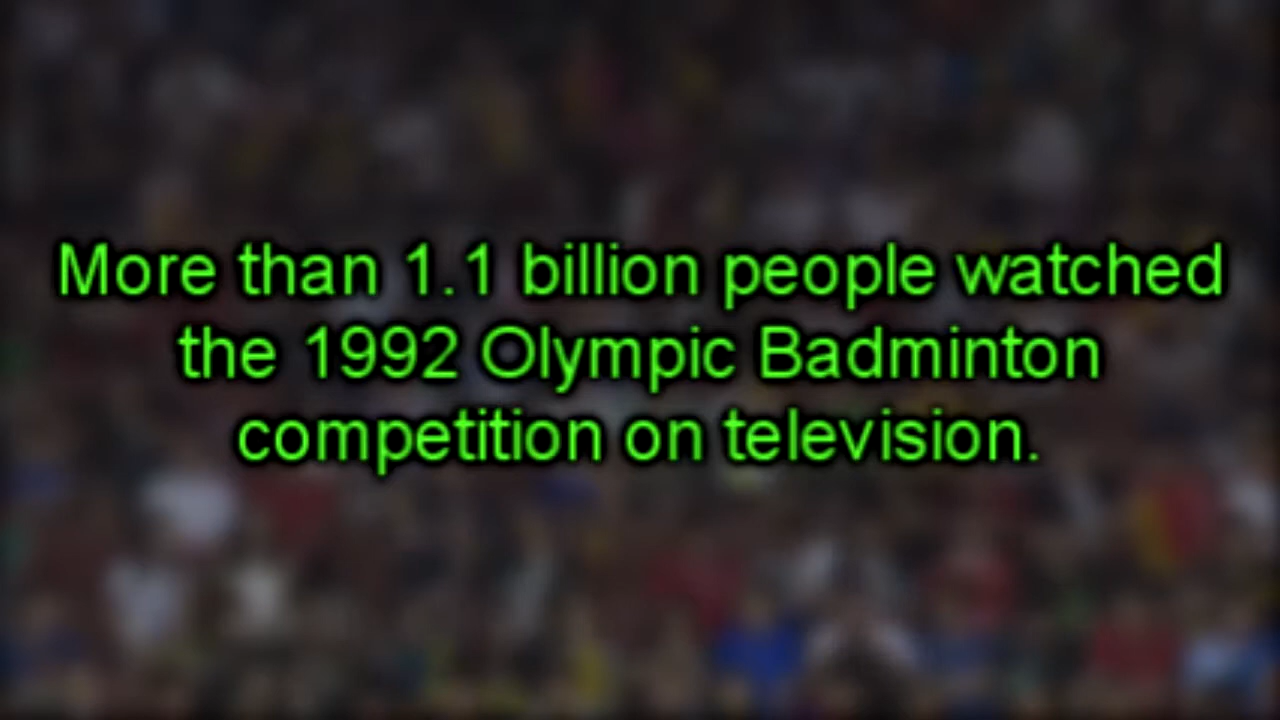 More than 1.1 billion people watched
the 1992 Olympic Badminton
competition on television.